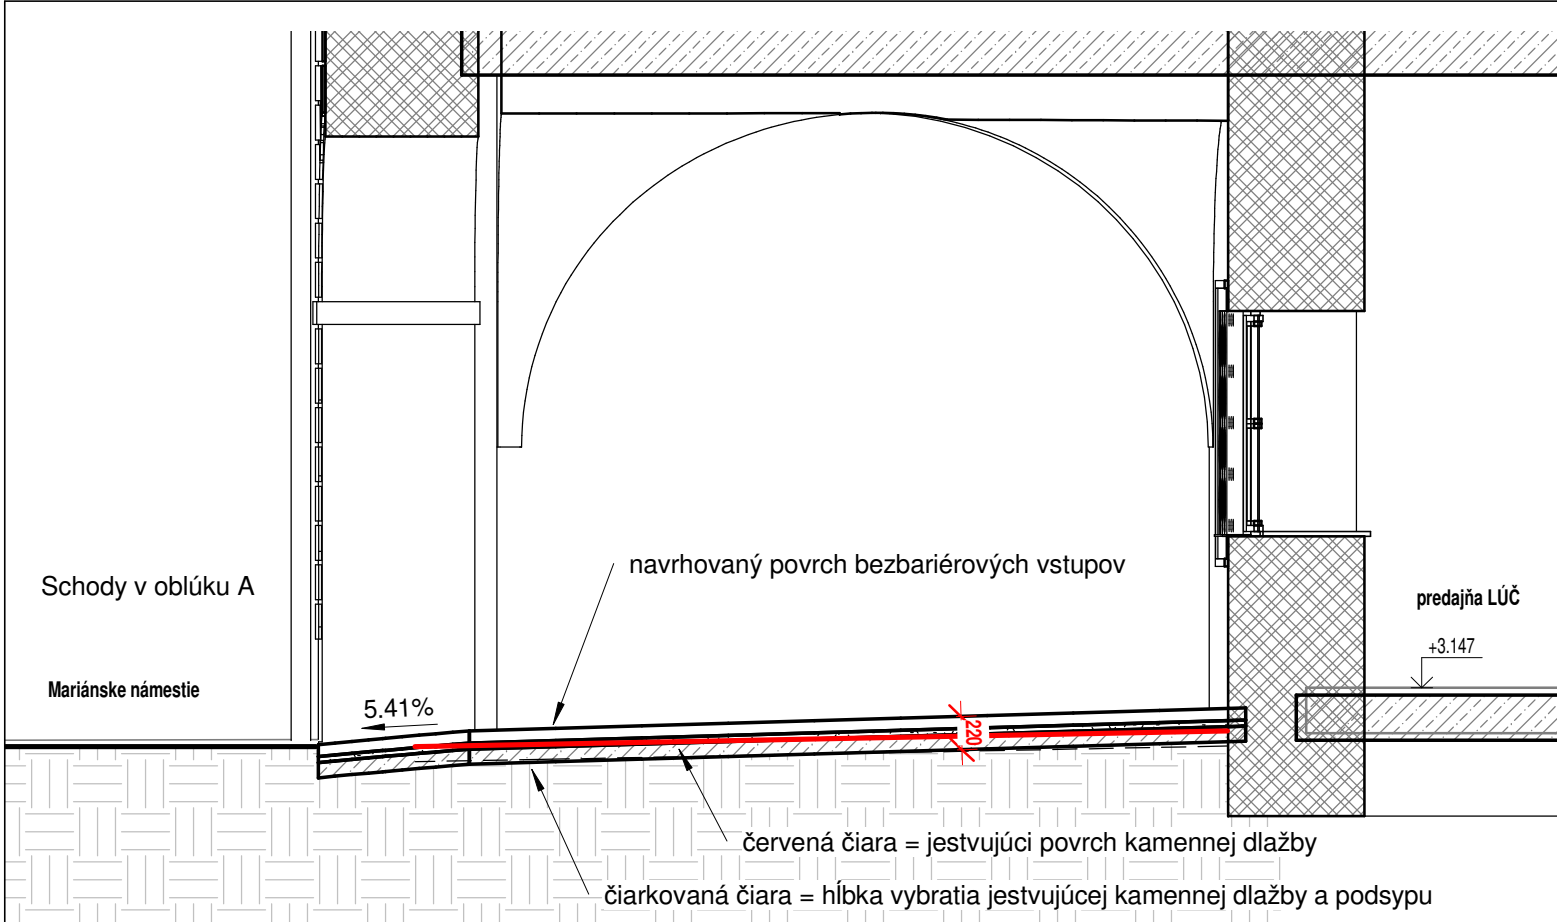 navrhovaný povrch bezbariérových vstupov
Schody v oblúku A
predajňa LÚČ
+3.147
Mariánske námestie
5.41%
220
červená čiara = jestvujúci povrch kamennej dlažby
čiarkovaná čiara = hĺbka vybratia jestvujúcej kamennej dlažby a podsypu